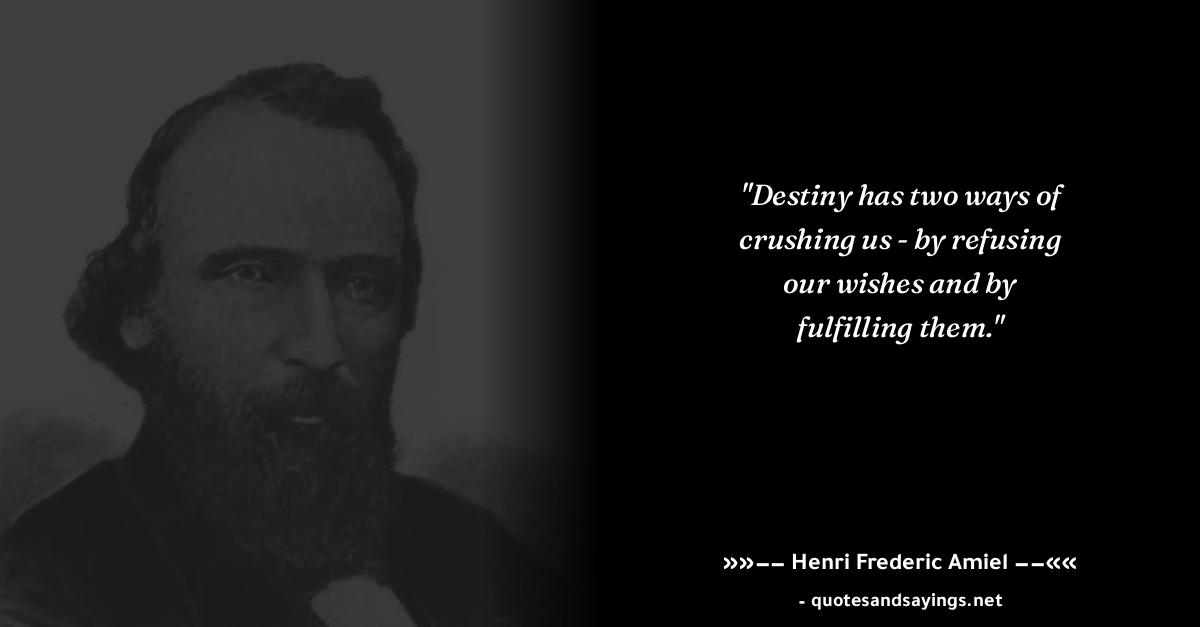 "Destiny has two ways of
crushing us - by refusing
our wishes and by
fulfilling them."
»»−− Henri Frederic Amiel −−««
- quotesandsayings.net